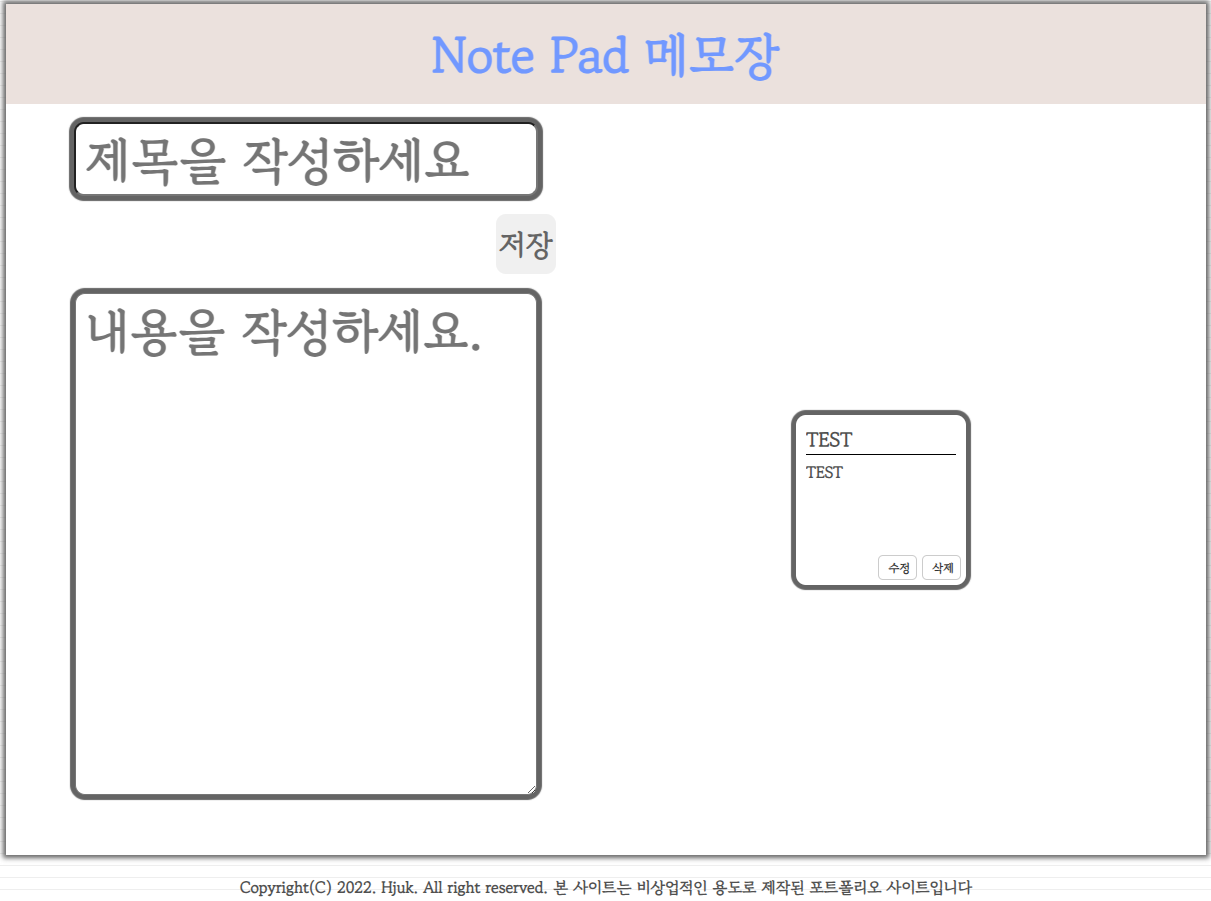 Note Pad 메모장
제목을 작성하세요
저장
내용을 작성하세요.
TEST
TEST
수정 삭제
Copyright(C) 2022. Hjuk. All right reserved. 본 사이트는 비상업적인 용도로 제작된 포트폴리오 사이트입니다